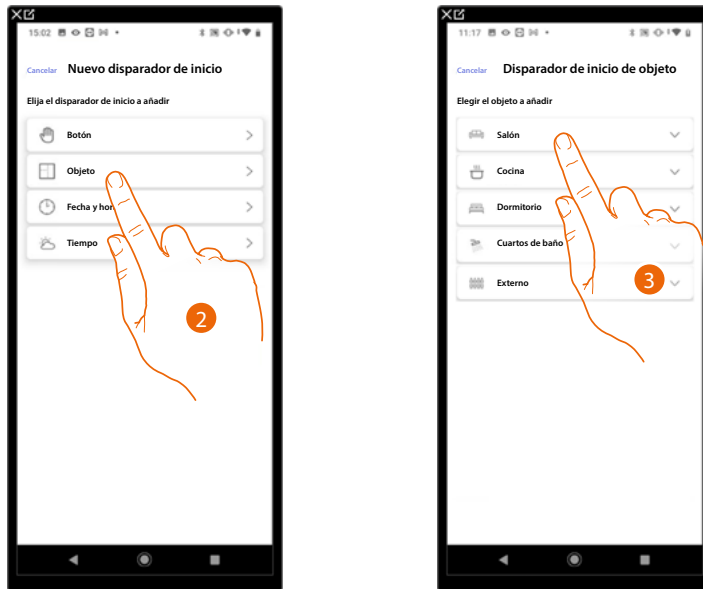 15:02
Cancelar Nuevo disparador de inicio
Elija el disparador de inicio a añadir
Botón
Objeto
Fecha y hor
Tiempo
2
11:17
Cancelar Disparador de inicio de objeto
Elegir el objeto a añadir
Salón
Cocina
Dormitorio
Cuartos de baño
Externo
3